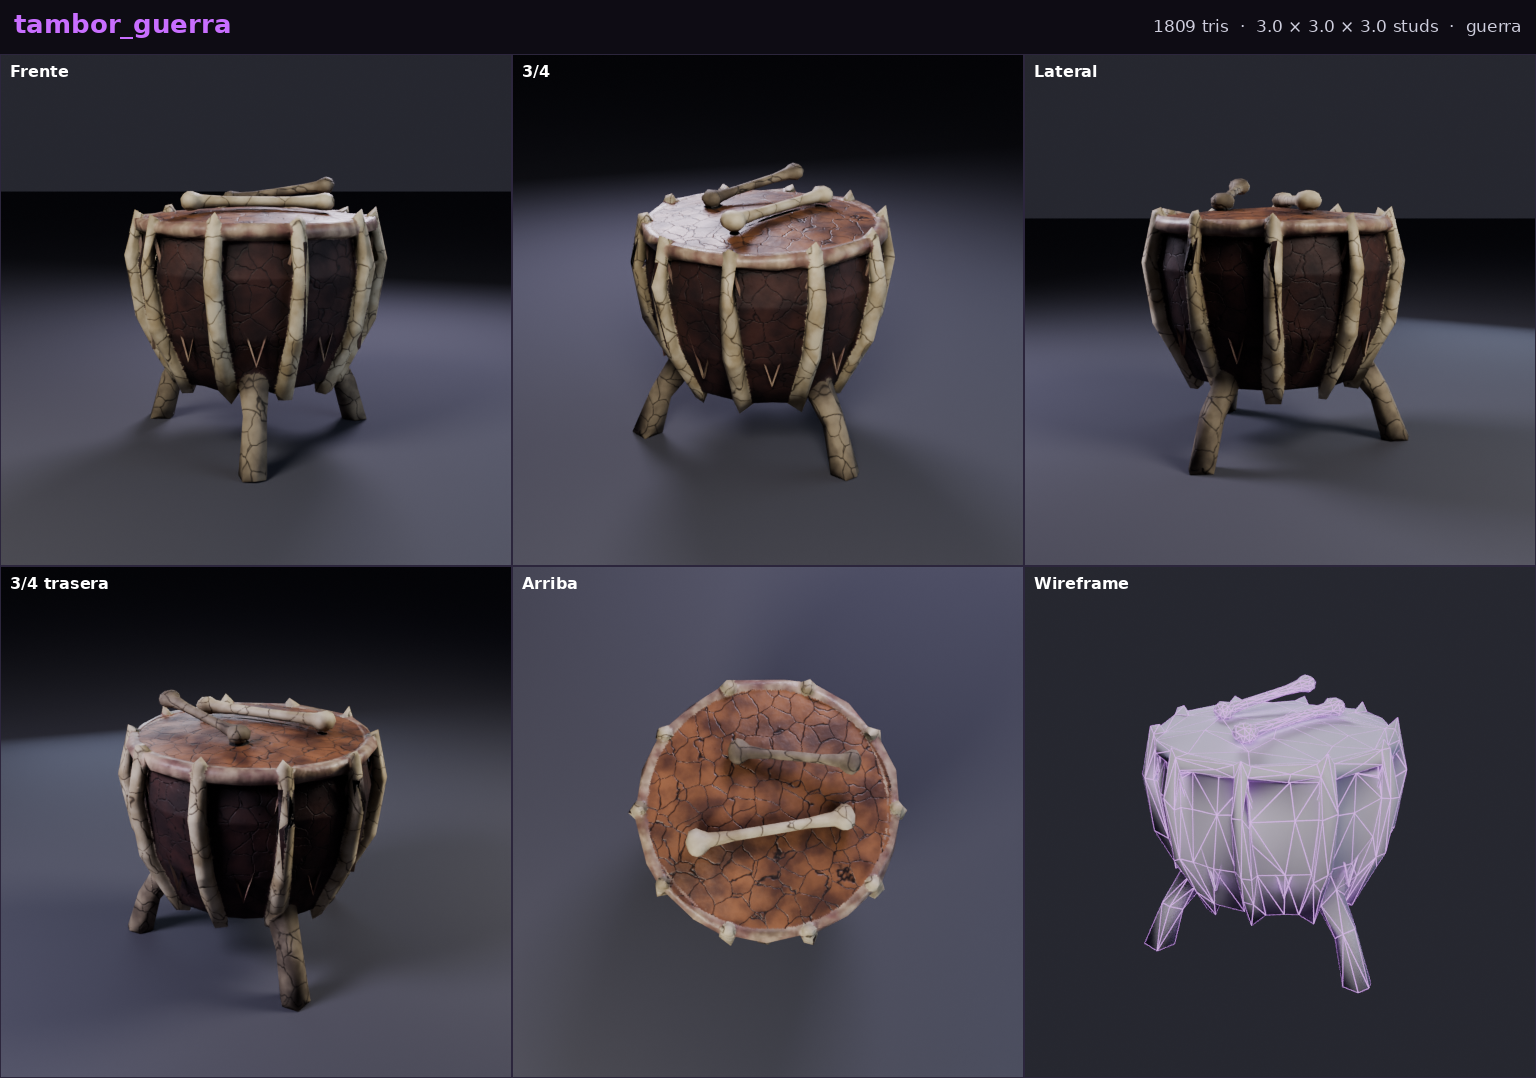 tambor_guerra
1809 tris · 3.0 × 3.0 × 3.0 studs · guerra
Frente
3/4
Lateral
3/4 trasera
Arriba
Wireframe